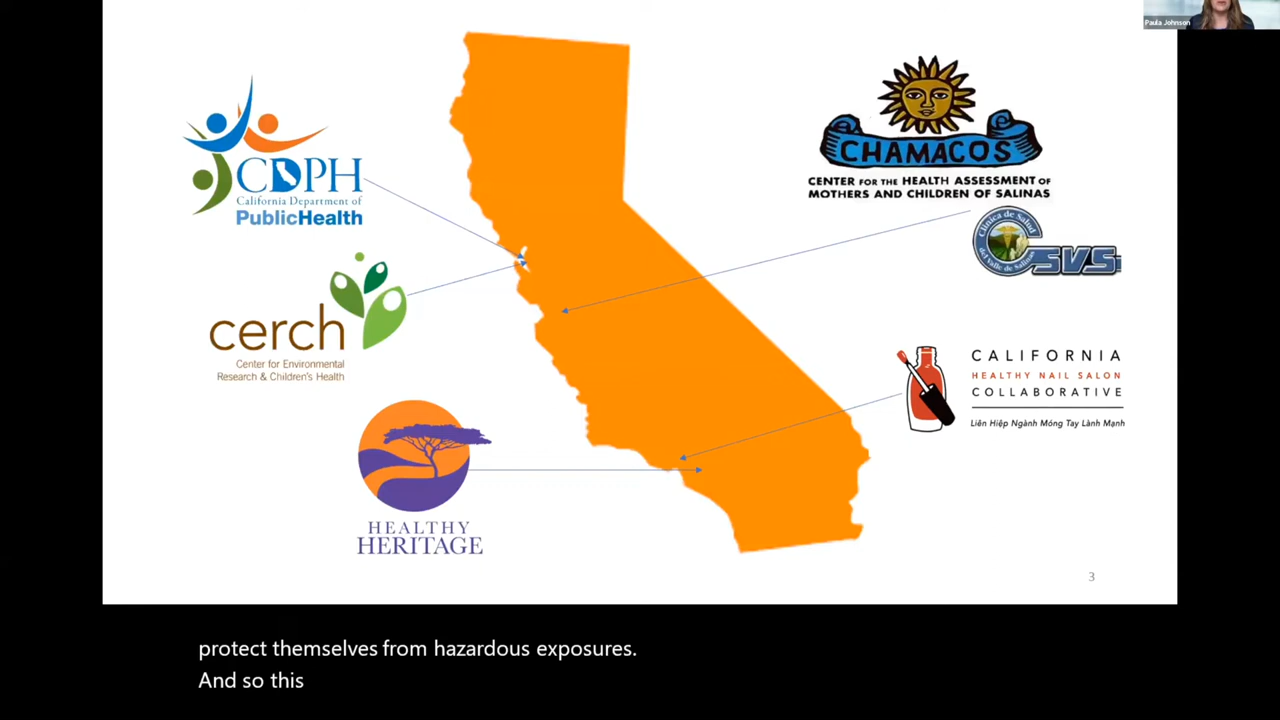 Paula Johnson
CDPH
California Department of
PublicHealth
CHAMACOS
CENTER FOR THE HEALTH ASSESSMENT OF
MOTHERS AND CHILDREN OF SALINAS
Clinica de Salud
del Valle de Salinas
SVS
cerch
Center for Environmental
Research & Children's Health
CALIFORNIA
HEALTHY NAIL SALON
COLLABORATIVE
Liên Hiệp Ngành Móng Tay Lành Mạnh
HEALTHY
HERITAGE
3
protect themselves from hazardous exposures.
And so this